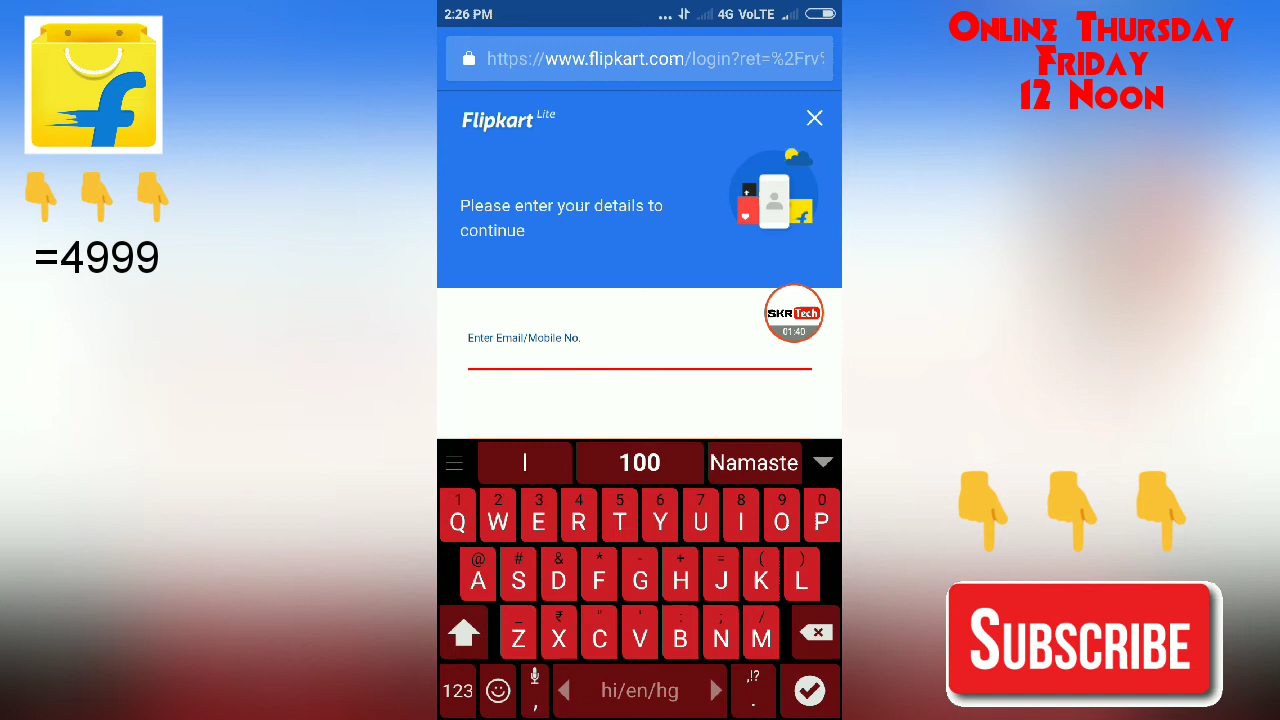 =4999
2:26 PM
... 4G VoLTE
https://www.flipkart.com/login?ret=%2Frv%
Flipkart Lite
Please enter your details to
continue
SKR Tech
01:40
Enter Email/Mobile No.
I 100 Namaste
1 2 3 4 5 6 7 8 9 0
Q W E R T Y U I O P
@ # & * - + = ( )
A S D F G H J K L
_ ₹ " ' : ; /
Z X C V B N M
123 , hi/en/hg ,!? .
Online Thursday
Friday
12 Noon
SUBSCRIBE